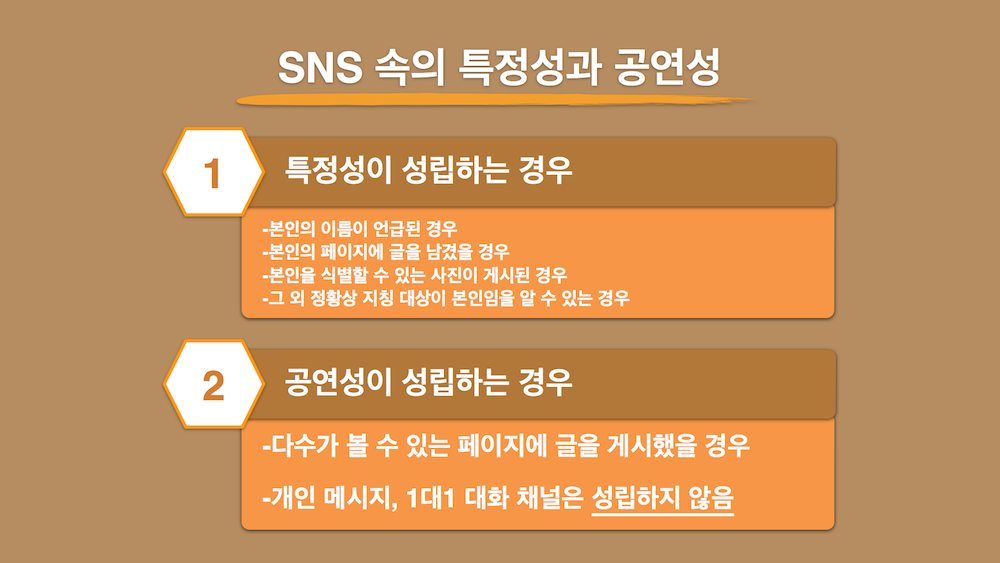 SNS 속의 특정성과 공연성
1
특정성이 성립하는 경우
-본인의 이름이 언급된 경우
-본인의 페이지에 글을 남겼을 경우
-본인을 식별할 수 있는 사진이 게시된 경우
-그 외 정황상 지칭 대상이 본인임을 알 수 있는 경우
2
공연성이 성립하는 경우
-다수가 볼 수 있는 페이지에 글을 게시했을 경우
-개인 메시지, 1대1 대화 채널은 성립하지 않음